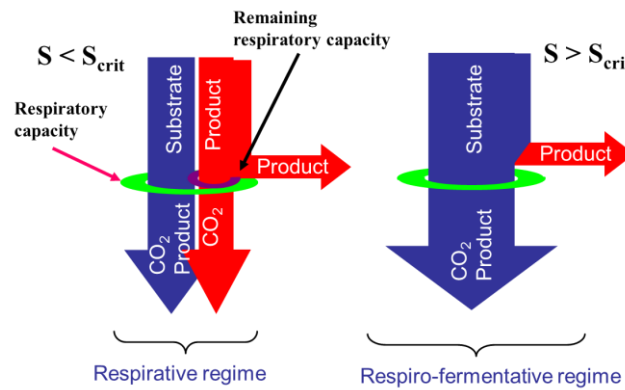 Remaining
respiratory capacity
S < Scrit
S > Scri
Respiratory
capacity
Substrate
Product
Product
CO2
Product
CO2
Substrate
Product
CO2
Product
Respirative regime
Respiro-fermentative regime